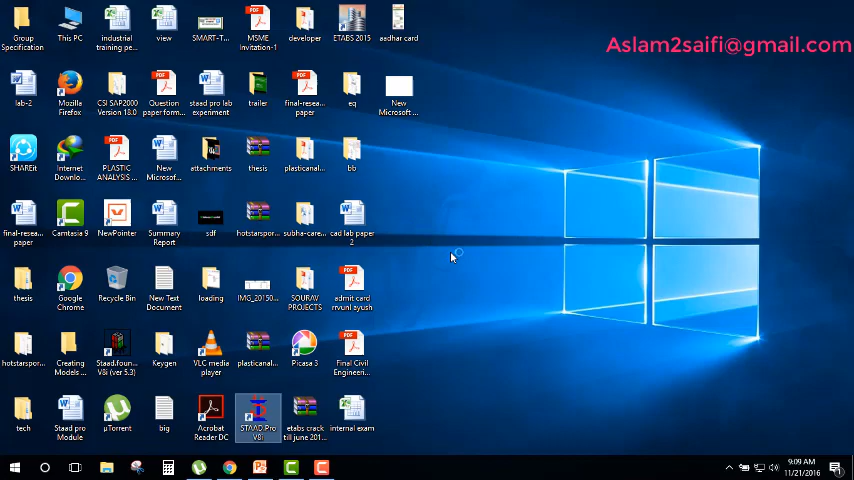 Aslam2saifi@gmail.com
Group
Specification
This PC
industrial
training pe...
view
SMART-T...
MSME
Invitation-1
developer
ETABS 2015
aadhar card
lab-2
Mozilla
Firefox
CSI SAP2000
Version 18.0
Question
paper form...
staad pro lab
experiment
trailer
final-resea...
paper
eq
New
Microsoft ...
SHAREit
Internet
Downlo...
PLASTIC
ANALYSIS ...
New
Microsof...
attachments
thesis
plasticanal...
bb
final-resea...
paper
Camtasia 9
NewPointer
Summary
Report
sdf
hotstarspor...
subha-care...
cad lab paper
2
thesis
Google
Chrome
Recycle Bin
New Text
Document
loading
IMG_20150...
SOURAV
PROJECTS
admit card
rrvunl ayush
hotstarspor...
Creating
Models ...
Staad.foun...
V8i (ver 5.3)
Keygen
VLC media
player
plasticanal...
Picasa 3
Final Civil
Engineeri...
tech
Staad pro
Module
µTorrent
big
Acrobat
Reader DC
STAAD.Pro
V8i
etabs crack
till june 201...
internal exam
9:09 AM
11/21/2016